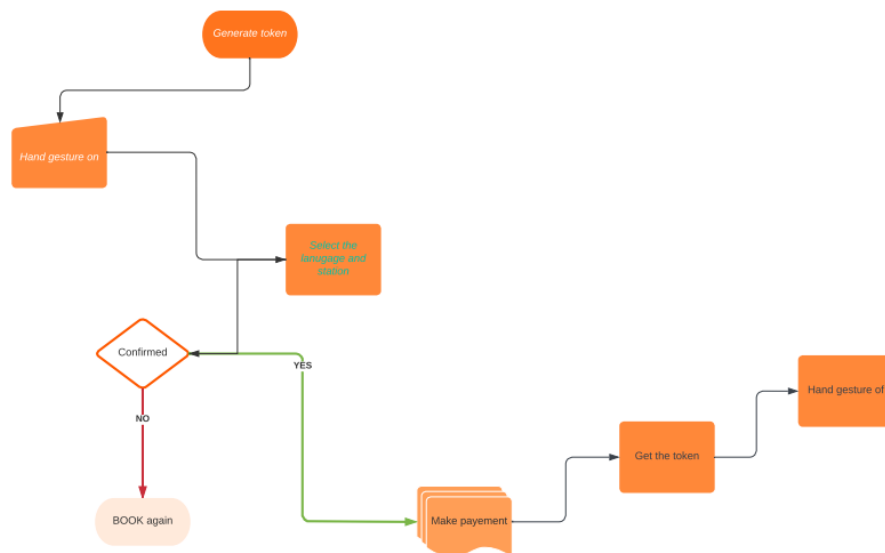 Generate token
Hand gesture on
Select the
lanugage and
station
Confirmed
YES
NO
Hand gesture of
Get the token
Make payement
BOOK again